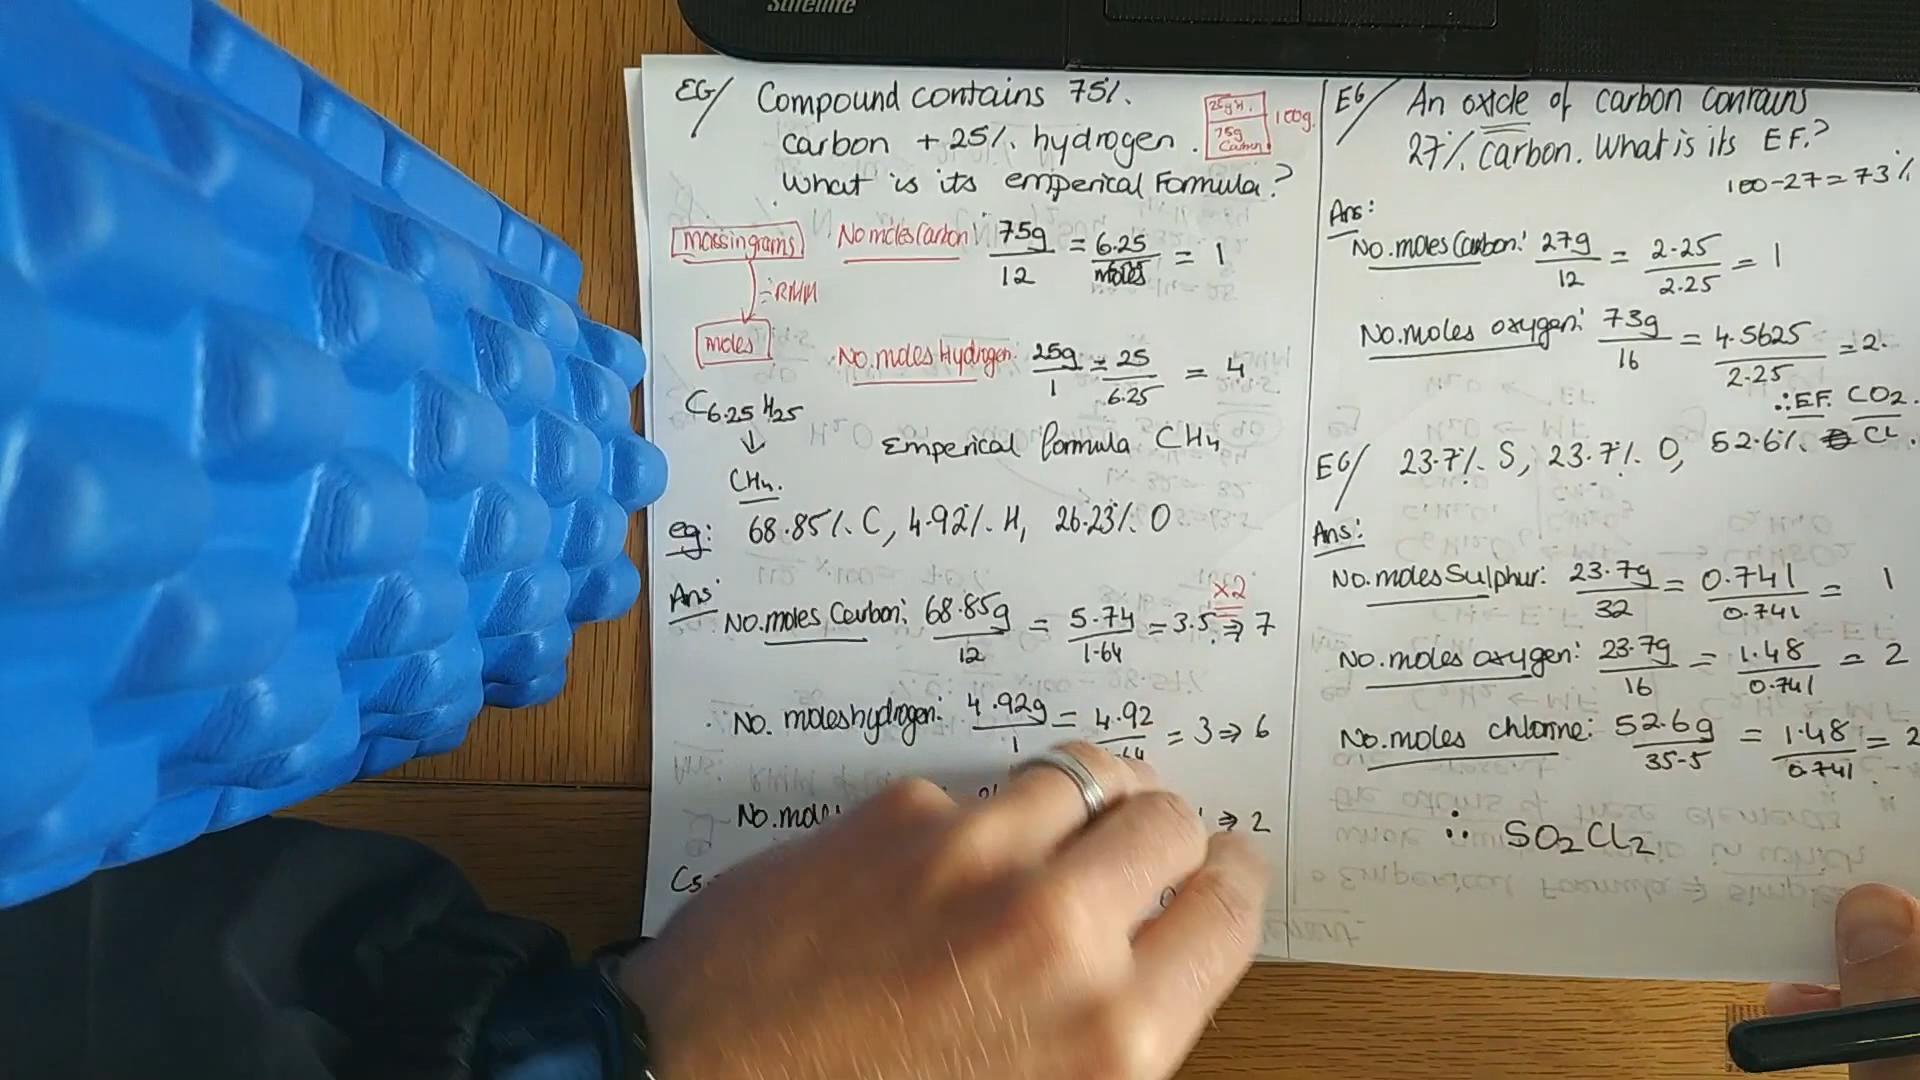 Satellite
EG/ Compound contains 75%.
carbon + 25%. hydrogen.
What is its emperical Formula?
25g H.
75g
Carbon
100g.
Mass in grams
÷RMM
moles
No moles Carbon 75g/12 = 6.25/moles = 1
No. moles Hydrogen: 25g/1 = 25/6.25 = 4
C6.25 H25
↓
CH4.
Emperical formula CH4
eg: 68.85%. C, 4.92%. H, 26.23%. O
Ans:
×2
No. moles Carbon: 68.85g/12 = 5.74/1.64 = 3.5 ⇒ 7
No. moles hydrogen: 4.92g/1 = 4.92/ = 3 ⇒ 6
No. moles
⇒ 2
EG/ An oxide of carbon contains
27%. carbon. What is its EF?
100-27=73%
Ans:
No. moles Carbon: 27g/12 = 2.25/2.25 = 1
No. moles oxygen: 73g/16 = 4.5625/2.25 = 2.
∴ EF. CO2.
EG/ 23.7%. S, 23.7%. O, 52.6%. Cl.
Ans:
No. moles Sulphur: 23.7g/32 = 0.741/0.741 = 1
No. moles oxygen: 23.7g/16 = 1.48/0.741 = 2
No. moles chlorine: 52.6g/35.5 = 1.48/0.741 = 2
∴ SO2Cl2